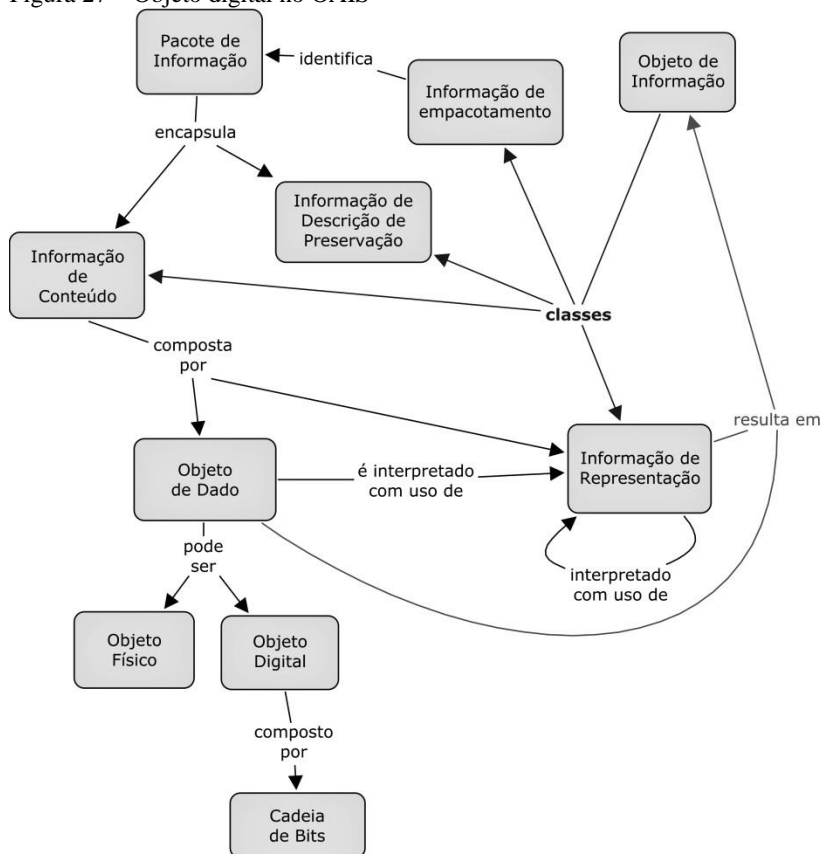 Figura 27 – Objeto digital no OAIS
Pacote de
Informação
identifica
Informação de
empacotamento
Objeto de
Informação
encapsula
Informação de
Descrição de
Preservação
Informação
de
Conteúdo
classes
composta
por
resulta em
Objeto
de Dado
é interpretado
com uso de
Informação de
Representação
pode
ser
interpretado
com uso de
Objeto
Físico
Objeto
Digital
composto
por
Cadeia
de Bits